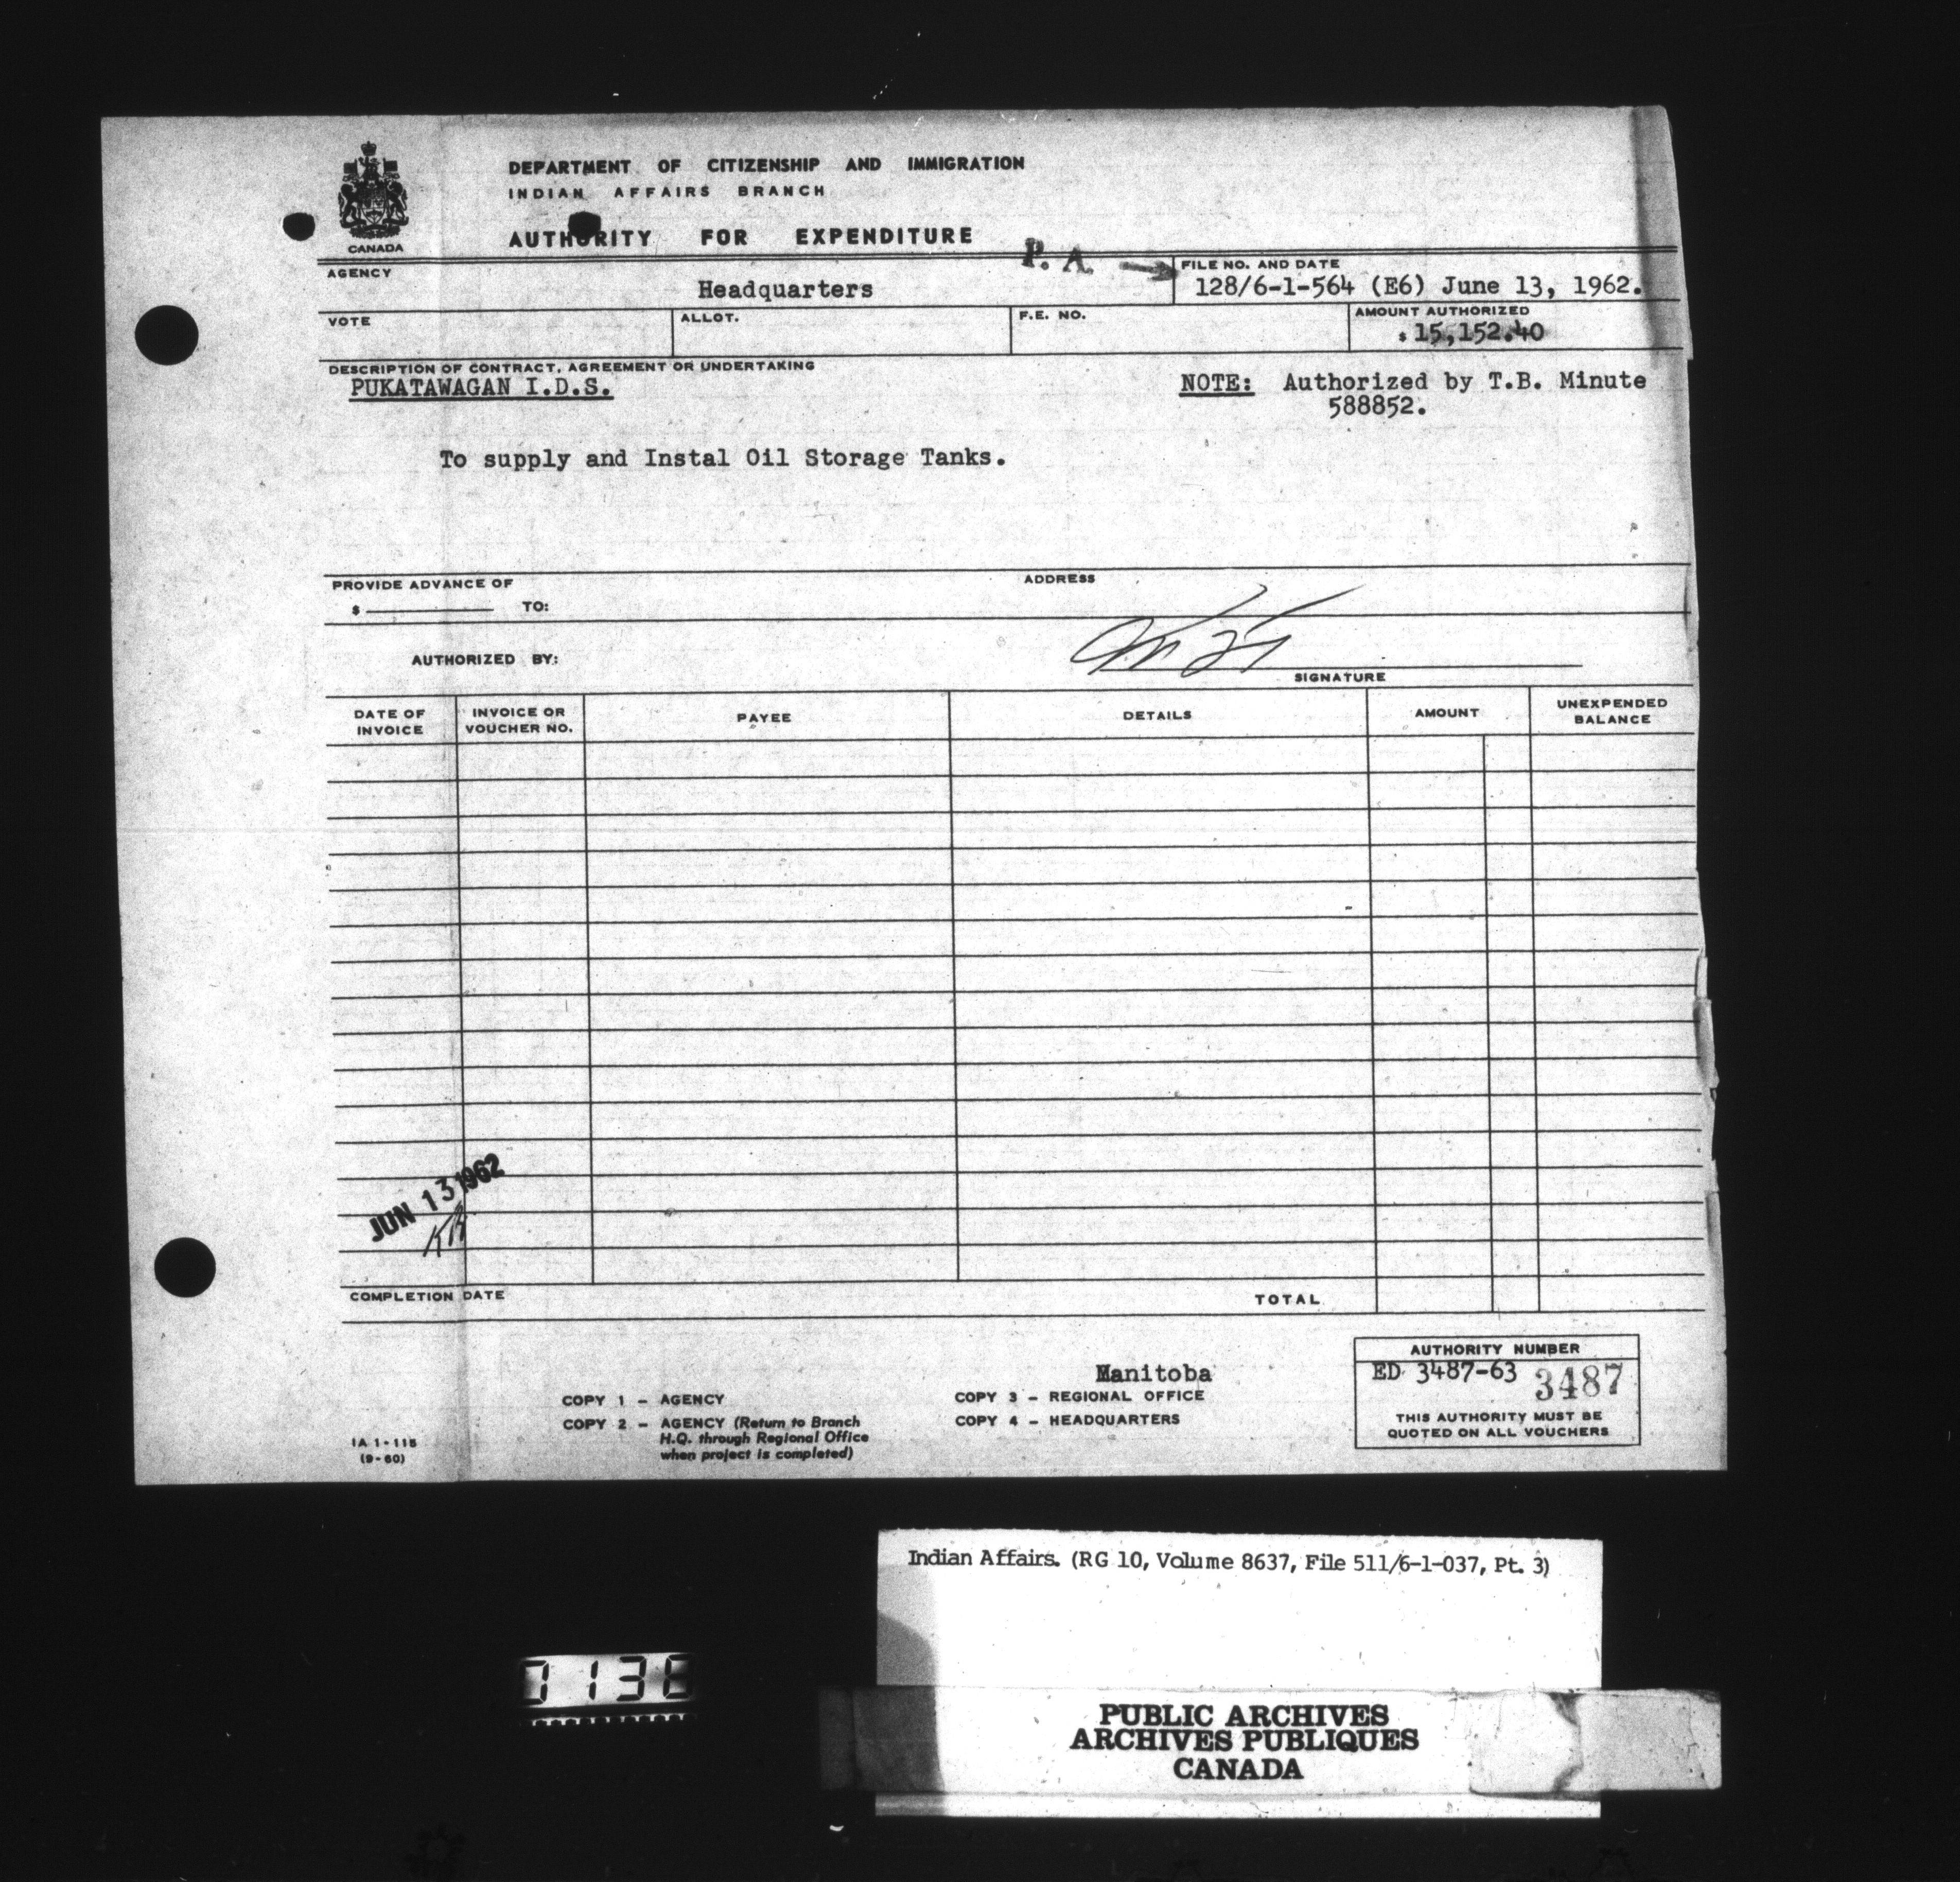 DEPARTMENT OF CITIZENSHIP AND IMMIGRATION
INDIAN AFFAIRS BRANCH
CANADA
AUTHORITY FOR EXPENDITURE
P. A.
AGENCY
Headquarters
FILE NO. AND DATE
128/6-1-564 (E6) June 13, 1962.
VOTE
ALLOT.
F.E. NO.
AMOUNT AUTHORIZED
$ 15,152.40
DESCRIPTION OF CONTRACT, AGREEMENT OR UNDERTAKING
PUKATAWAGAN I.D.S.
NOTE: Authorized by T.B. Minute
588852.
To supply and Instal Oil Storage Tanks.
PROVIDE ADVANCE OF
ADDRESS
$ TO:
AUTHORIZED BY:
SIGNATURE
DATE OF INVOICE
INVOICE OR VOUCHER NO.
PAYEE
DETAILS
AMOUNT
UNEXPENDED BALANCE
JUN 13 1962
COMPLETION DATE
TOTAL
Manitoba
COPY 1 - AGENCY
COPY 2 - AGENCY (Return to Branch
H.Q. through Regional Office
when project is completed)
COPY 3 - REGIONAL OFFICE
COPY 4 - HEADQUARTERS
AUTHORITY NUMBER
ED 3487-63 3487
THIS AUTHORITY MUST BE
QUOTED ON ALL VOUCHERS
IA 1-115
(9-60)
Indian Affairs. (RG 10, Volume 8637, File 511/6-1-037, Pt. 3)
PUBLIC ARCHIVES
ARCHIVES PUBLIQUES
CANADA